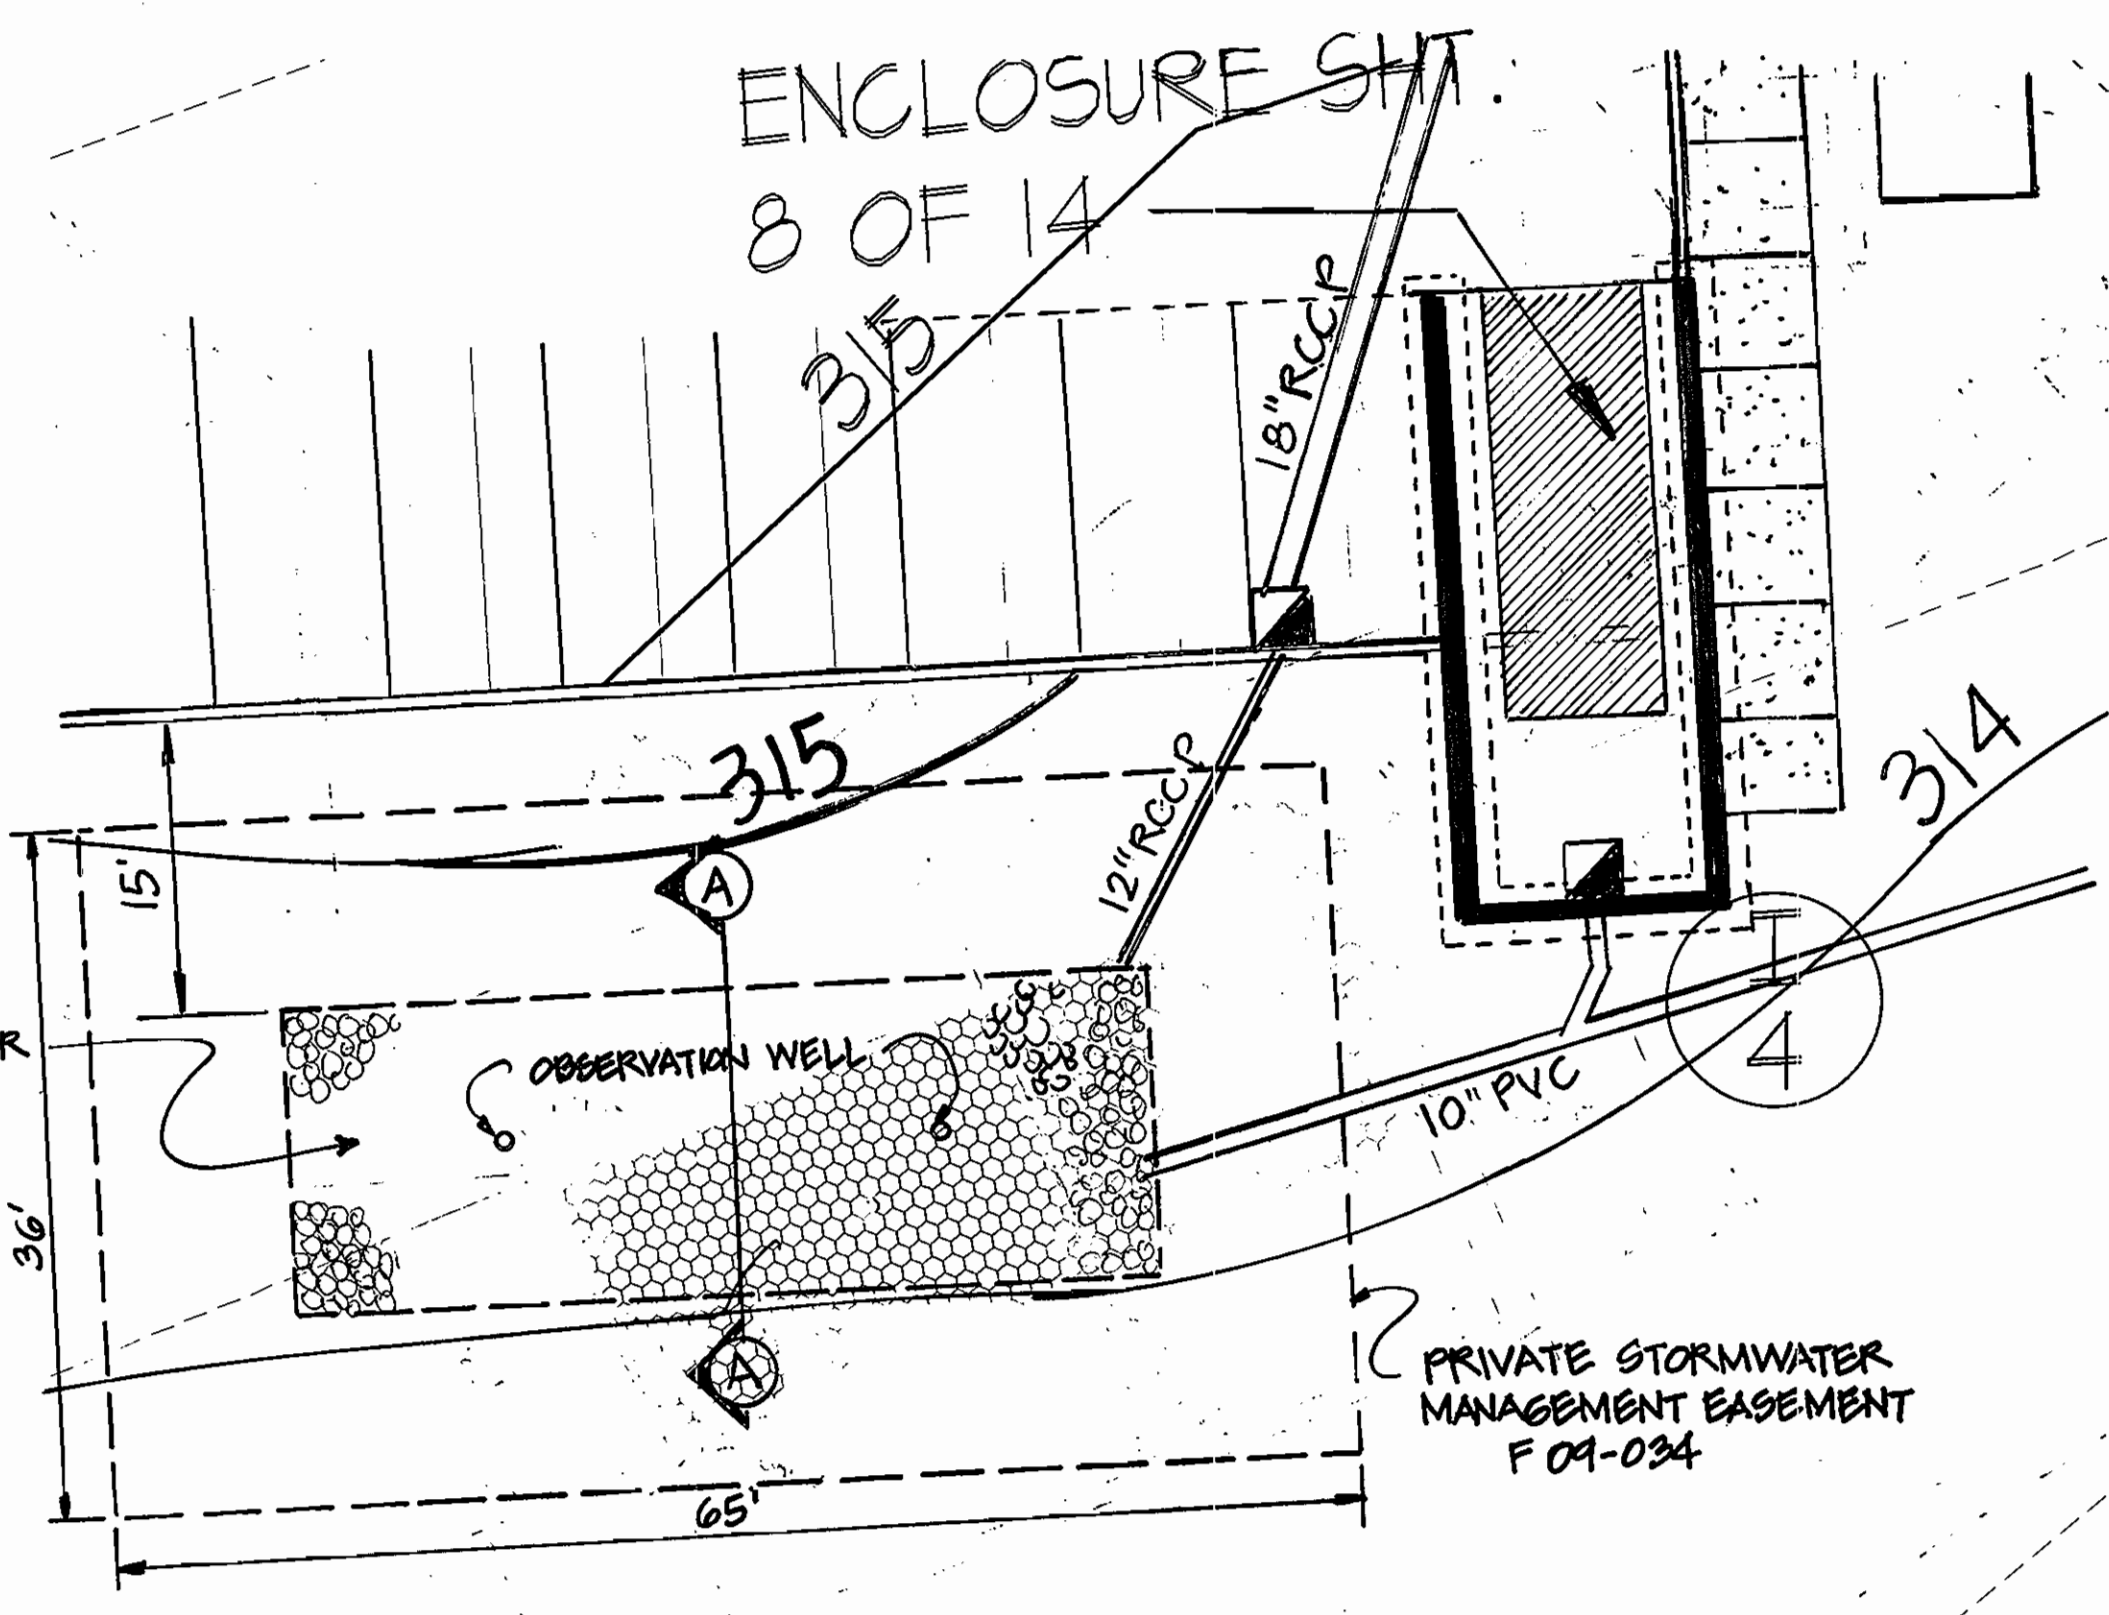 ENCLOSURE SHT
8 OF 14
315
18" RCCP
315
314
15'
12" RCCP
A
I
4
R
OBSERVATION WELL
10" PVC
36'
A
PRIVATE STORMWATER
MANAGEMENT EASEMENT
F 09-034
65'